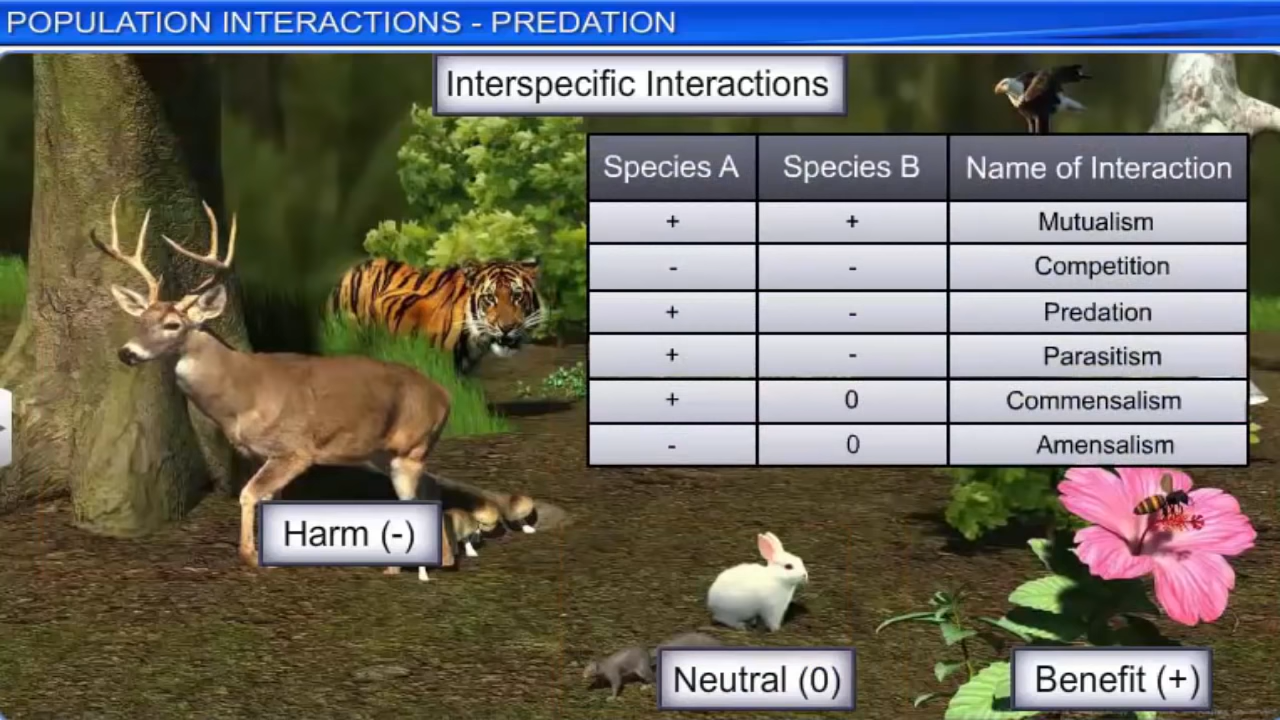 POPULATION INTERACTIONS - PREDATION
Interspecific Interactions
Species A Species B Name of Interaction
+ + Mutualism
- - Competition
+ - Predation
+ - Parasitism
+ 0 Commensalism
- 0 Amensalism
Harm (-)
Neutral (0)
Benefit (+)